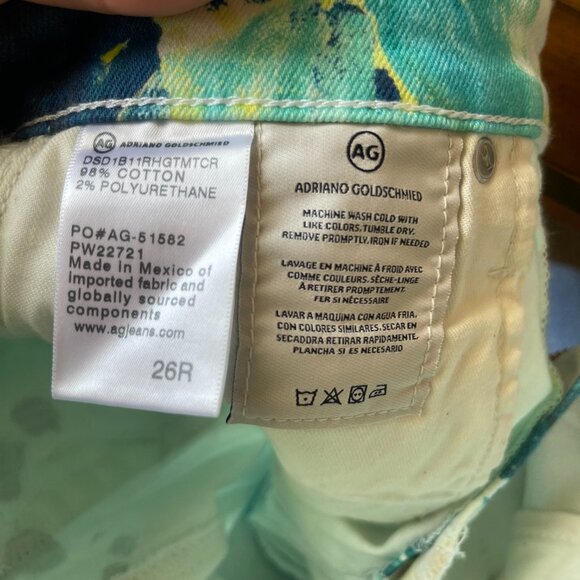 AG ADRIANO GOLDSCHMIED
DSD1B11RHGTMTCR
98% COTTON
2% POLYURETHANE
PO#AG-51582
PW22721
Made in Mexico of
Imported fabric and
globally sourced
components
www.agjeans.com
26R
AG
ADRIANO GOLDSCHMIED
MACHINE WASH COLD WITH
LIKE COLORS. TUMBLE DRY.
REMOVE PROMPTLY. IRON IF NEEDED
LAVAGE EN MACHINE À FROID AVEC
COMME COULEURS. SÈCHE-LINGE
À RETIRER PROMPTEMENT.
FER SI NÉCESSAIRE
LAVAR A MAQUINA CON AGUA FRIA.
CON COLORES SIMILARES. SECAR EN
SECADORA RETIRAR RAPIDAMENTE.
PLANCHA SI ES NECESARIO